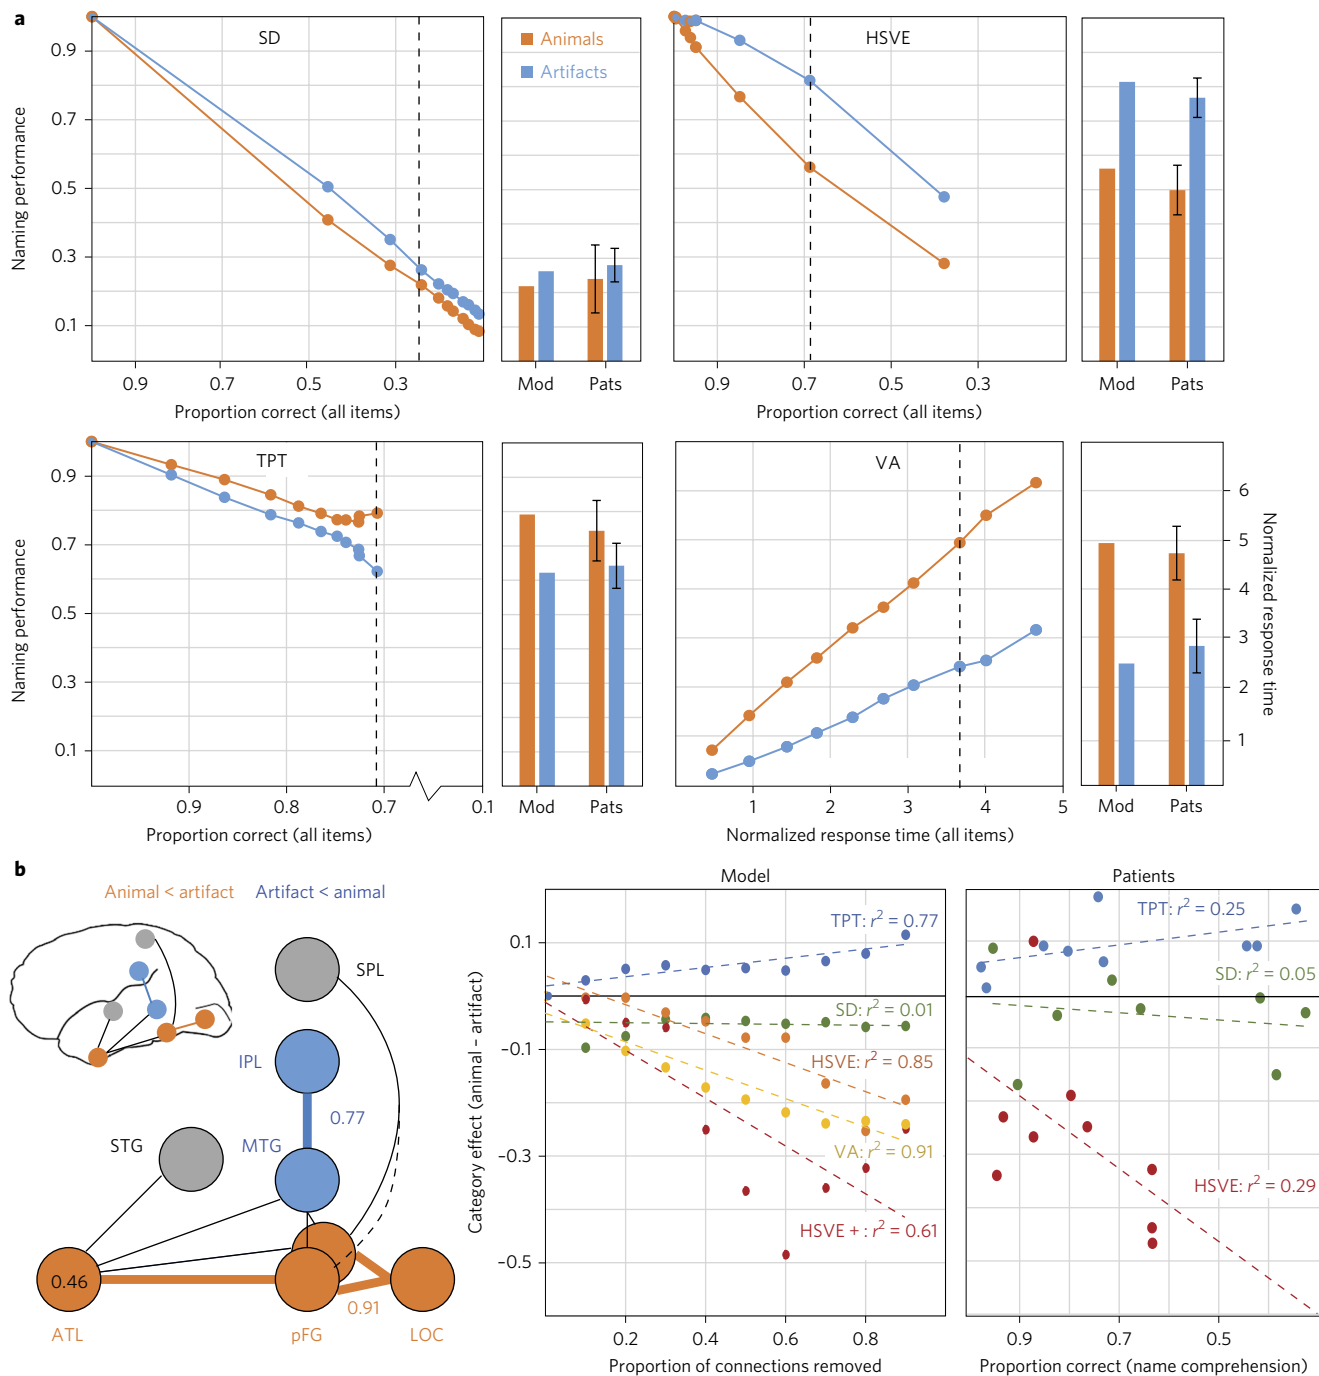 a
SD
Animals
Artifacts
HSVE
Naming performance
0.9
0.7
0.5
0.3
0.1
0.9 0.7 0.5 0.3
Proportion correct (all items)
Mod Pats
0.9 0.7 0.5 0.3
Proportion correct (all items)
Mod Pats
TPT
Naming performance
0.9
0.7
0.5
0.3
0.1
0.9 0.8 0.7 0.1
Proportion correct (all items)
Mod Pats
VA
1 2 3 4 5
Normalized response time (all items)
Mod Pats
6
5
4
3
2
1
Normalized response time
b
Animal < artifact Artifact < animal
SPL
IPL
0.77
STG
MTG
0.46
0.91
ATL
pFG
LOC
Model
Category effect (animal – artifact)
0.1
–0.1
–0.3
–0.5
TPT: r² = 0.77
SD: r² = 0.01
HSVE: r² = 0.85
VA: r² = 0.91
HSVE + : r² = 0.61
0.2 0.4 0.6 0.8
Proportion of connections removed
Patients
TPT: r² = 0.25
SD: r² = 0.05
HSVE: r² = 0.29
0.9 0.7 0.5
Proportion correct (name comprehension)